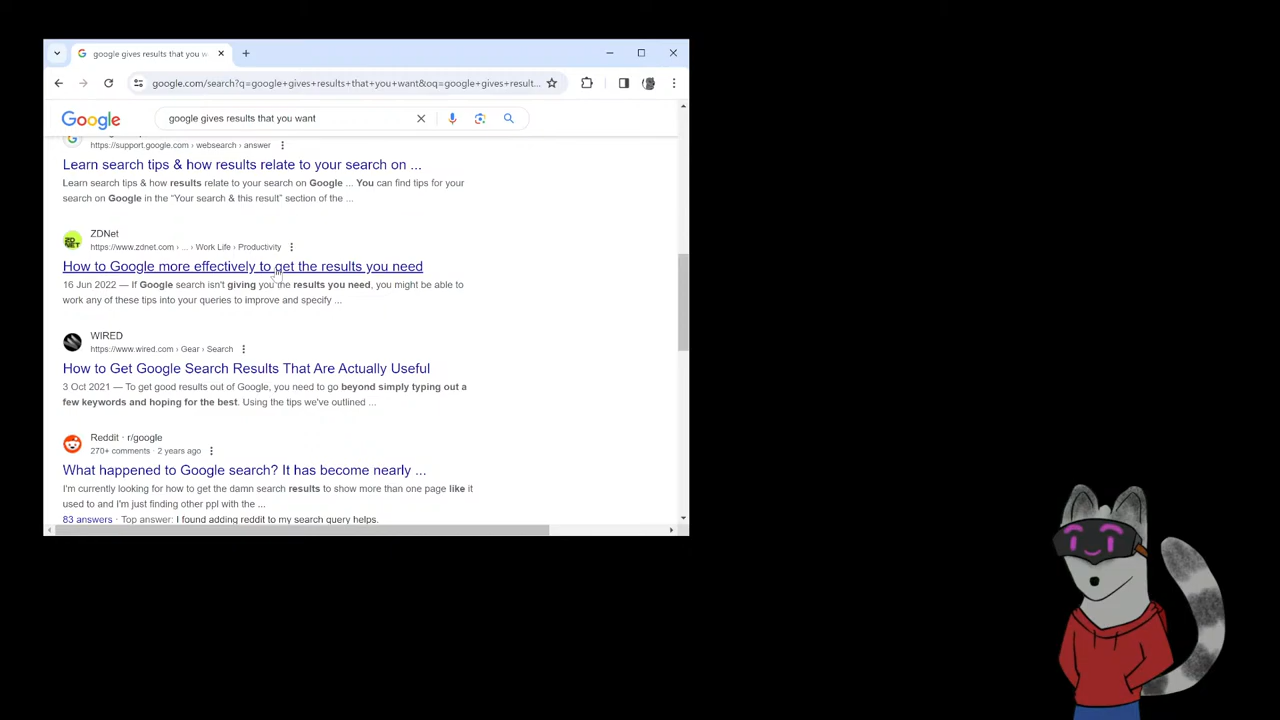 google gives results that you w
google.com/search?q=google+gives+results+that+you+want&oq=google+gives+result...
Google
google gives results that you want
https://support.google.com › websearch › answer
Learn search tips & how results relate to your search on ...
Learn search tips & how results relate to your search on Google ... You can find tips for your
search on Google in the “Your search & this result” section of the ...
ZDNet
https://www.zdnet.com › ... › Work Life › Productivity
How to Google more effectively to get the results you need
16 Jun 2022 — If Google search isn't giving you the results you need, you might be able to
work any of these tips into your queries to improve and specify ...
WIRED
https://www.wired.com › Gear › Search
How to Get Google Search Results That Are Actually Useful
3 Oct 2021 — To get good results out of Google, you need to go beyond simply typing out a
few keywords and hoping for the best. Using the tips we've outlined ...
Reddit · r/google
270+ comments · 2 years ago
What happened to Google search? It has become nearly ...
I'm currently looking for how to get the damn search results to show more than one page like it
used to and I'm just finding other ppl with the ...
83 answers · Top answer: I found adding reddit to my search query helps.